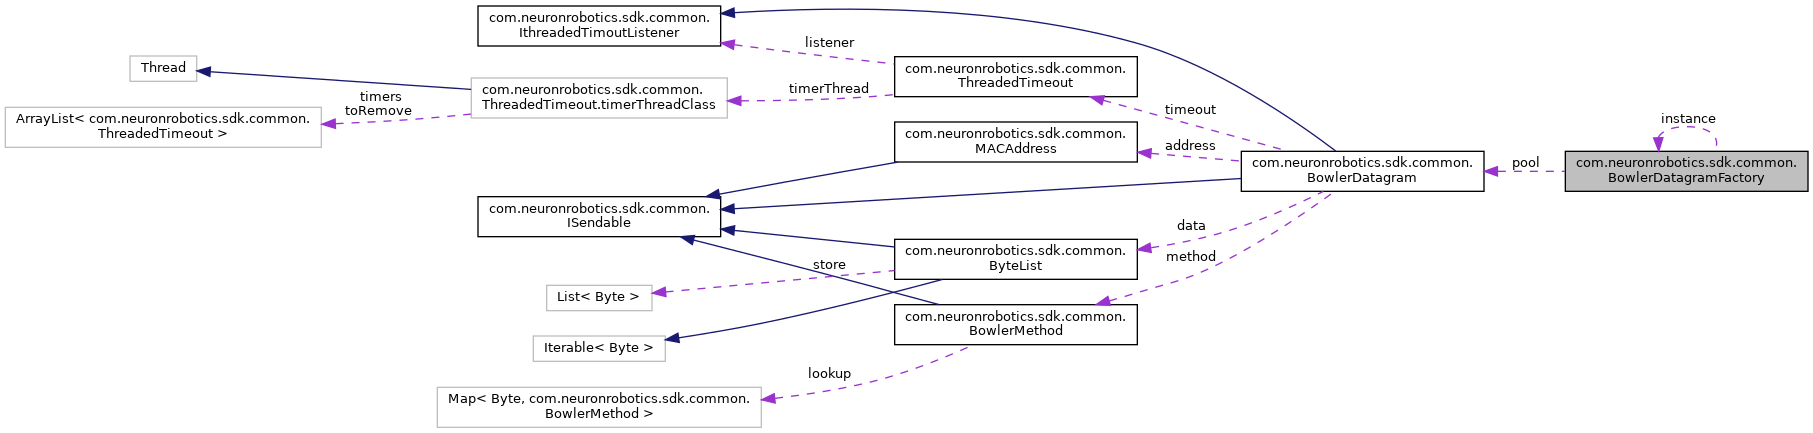 com.neuronrobotics.sdk.common.
IthreadedTimoutListener
listener
Thread
com.neuronrobotics.sdk.common.
ThreadedTimeout
com.neuronrobotics.sdk.common.
ThreadedTimeout.timerThreadClass
timerThread
timers
toRemove
ArrayList< com.neuronrobotics.sdk.common.
ThreadedTimeout >
timeout
instance
com.neuronrobotics.sdk.common.
MACAddress
address
com.neuronrobotics.sdk.common.
BowlerDatagram
pool
com.neuronrobotics.sdk.common.
BowlerDatagramFactory
com.neuronrobotics.sdk.common.
ISendable
data
com.neuronrobotics.sdk.common.
ByteList
method
store
List< Byte >
com.neuronrobotics.sdk.common.
BowlerMethod
Iterable< Byte >
lookup
Map< Byte, com.neuronrobotics.sdk.common.
BowlerMethod >